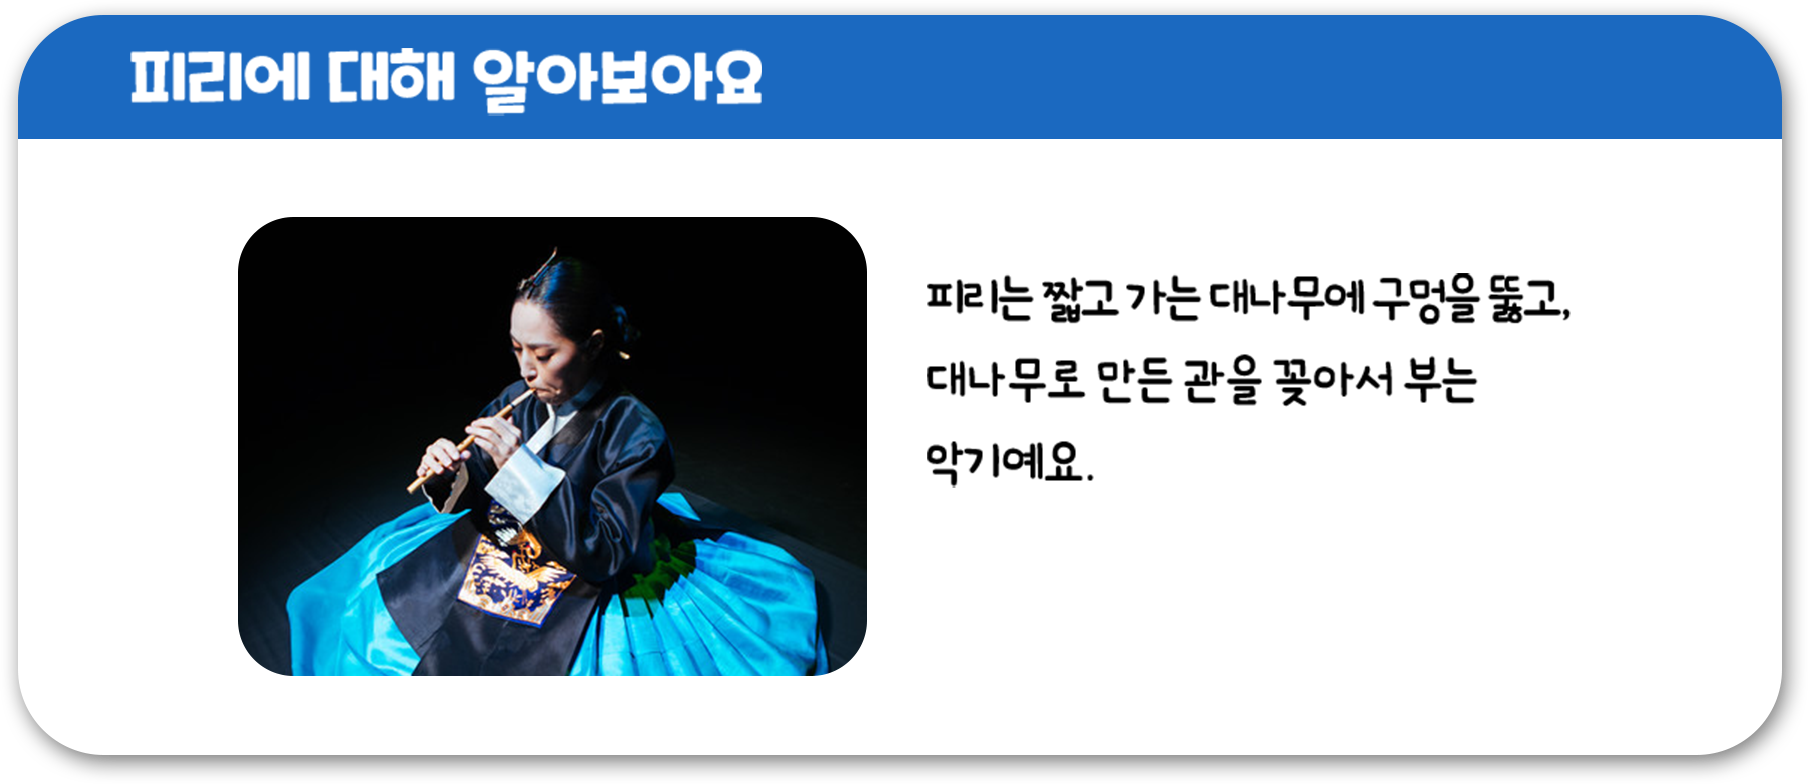 피리에 대해 알아보아요
피리는 짧고 가는 대나무에 구멍을 뚫고,
대나무로 만든 관을 꽂아서 부는
악기예요.